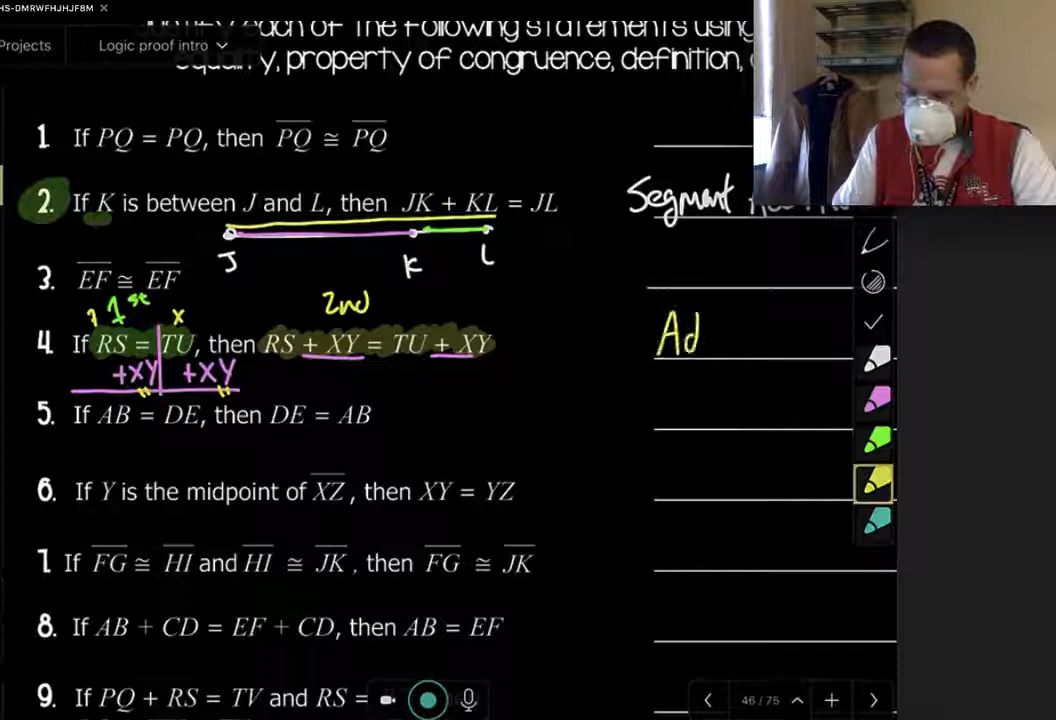 HS-DMRWFHJHJF8M ×
Projects Logic proof intro
each of the following statements using
property of congruence, definition,
1 If PQ = PQ, then PQ ≅ PQ
2. If K is between J and L, then JK + KL = JL Segment
J K L
3. EF ≅ EF
1st x 2nd
4. If RS = TU, then RS + XY = TU + XY Ad
+XY +XY
5. If AB = DE, then DE = AB
6. If Y is the midpoint of XZ, then XY = YZ
7 If FG ≅ HI and HI ≅ JK, then FG ≅ JK
8. If AB + CD = EF + CD, then AB = EF
9. If PQ + RS = TV and RS =
46/75